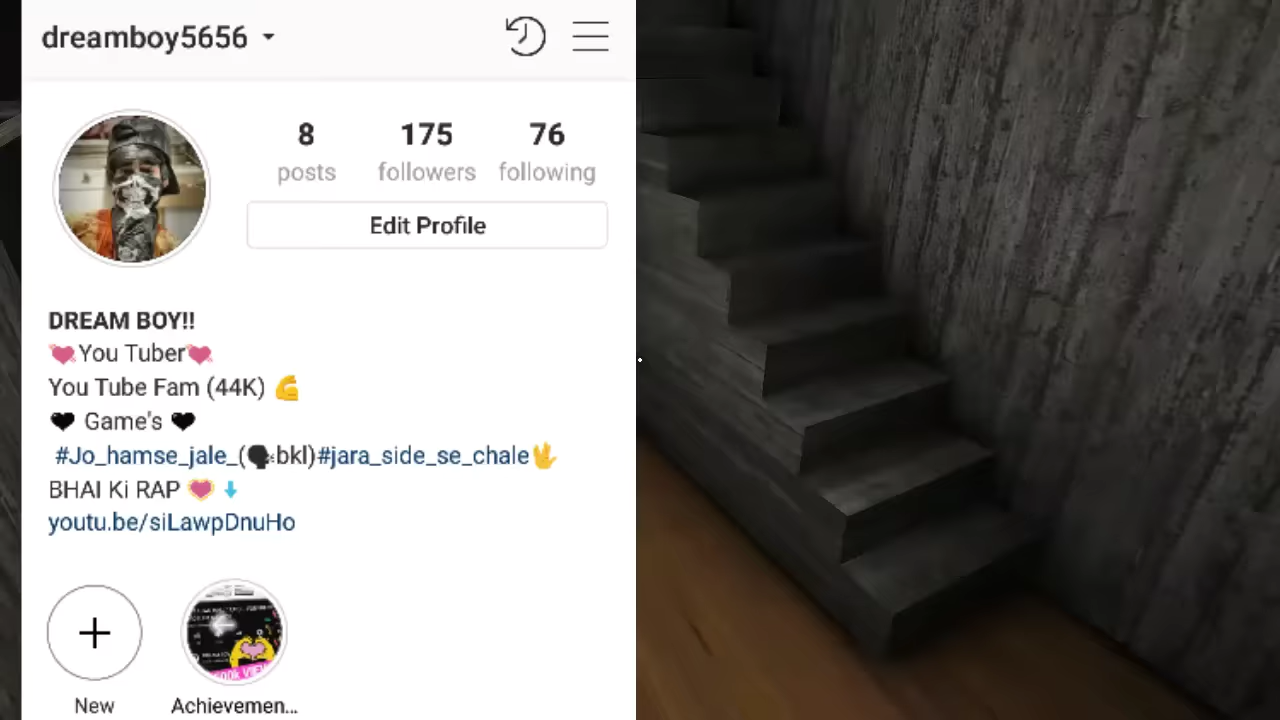 dreamboy5656
8 175 76
posts followers following
Edit Profile
DREAM BOY!!
💘You Tuber💘
You Tube Fam (44K) 💪
🖤 Game's 🖤
#Jo_hamse_jale_(🗣bkl)#jara_side_se_chale🖖
BHAI Ki RAP 💟 ⬇
youtu.be/siLawpDnuHo
New Achievemen...